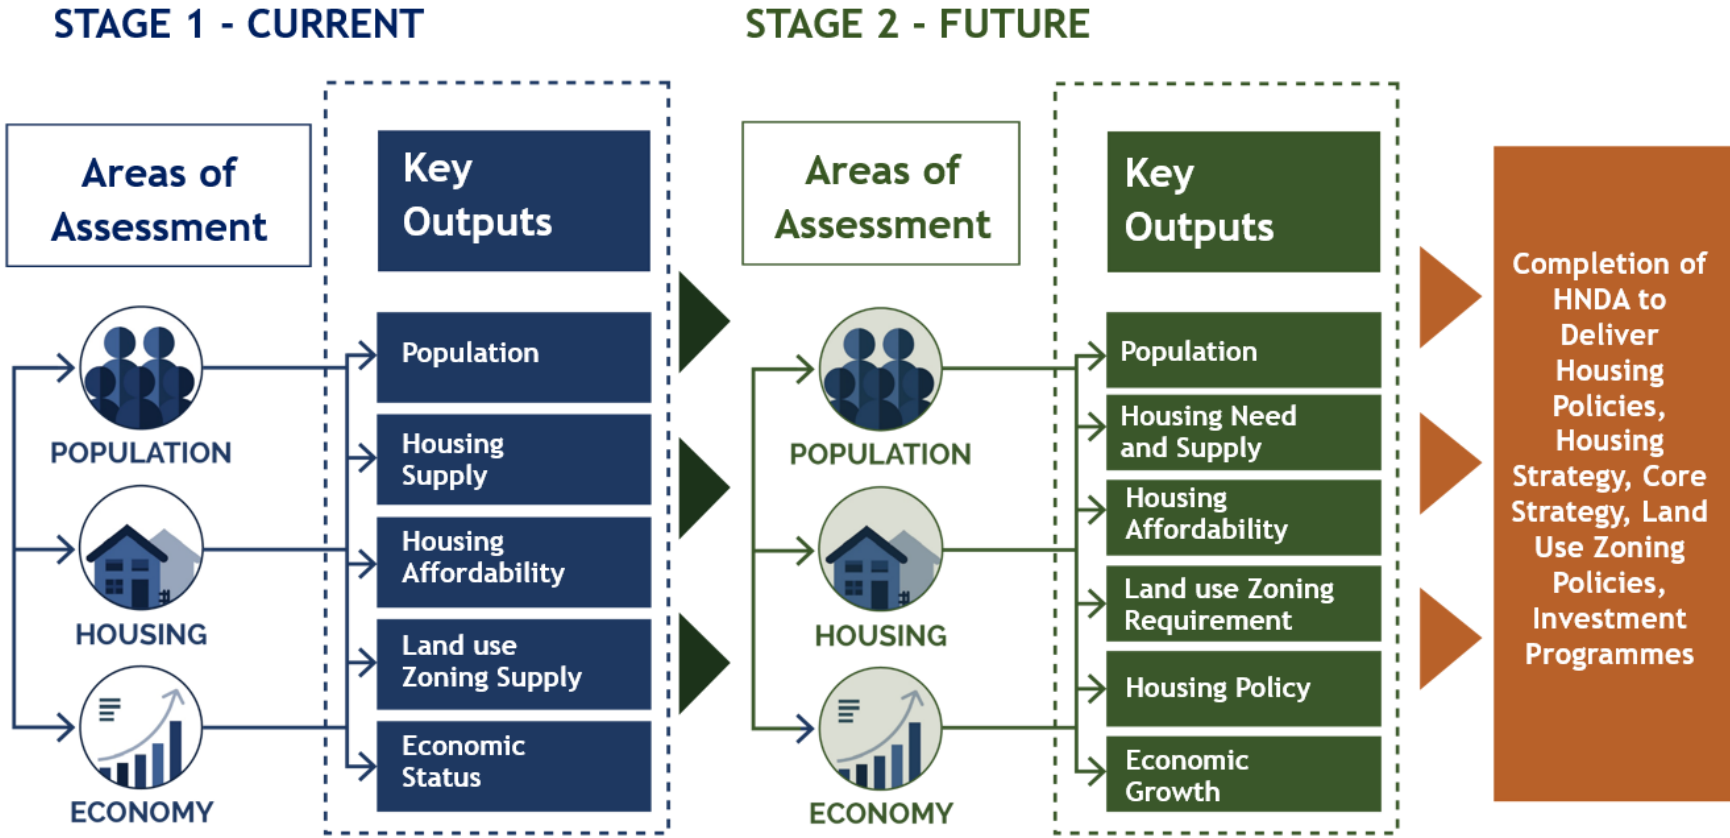 STAGE 1 - CURRENT
Areas of
Assessment
POPULATION
HOUSING
ECONOMY
Key
Outputs
Population
Housing
Supply
Housing
Affordability
Land use
Zoning Supply
Economic
Status
STAGE 2 - FUTURE
Areas of
Assessment
POPULATION
HOUSING
ECONOMY
Key
Outputs
Population
Housing Need
and Supply
Housing
Affordability
Land use Zoning
Requirement
Housing Policy
Economic
Growth
Completion of
HNDA to
Deliver
Housing
Policies,
Housing
Strategy, Core
Strategy, Land
Use Zoning
Policies,
Investment
Programmes